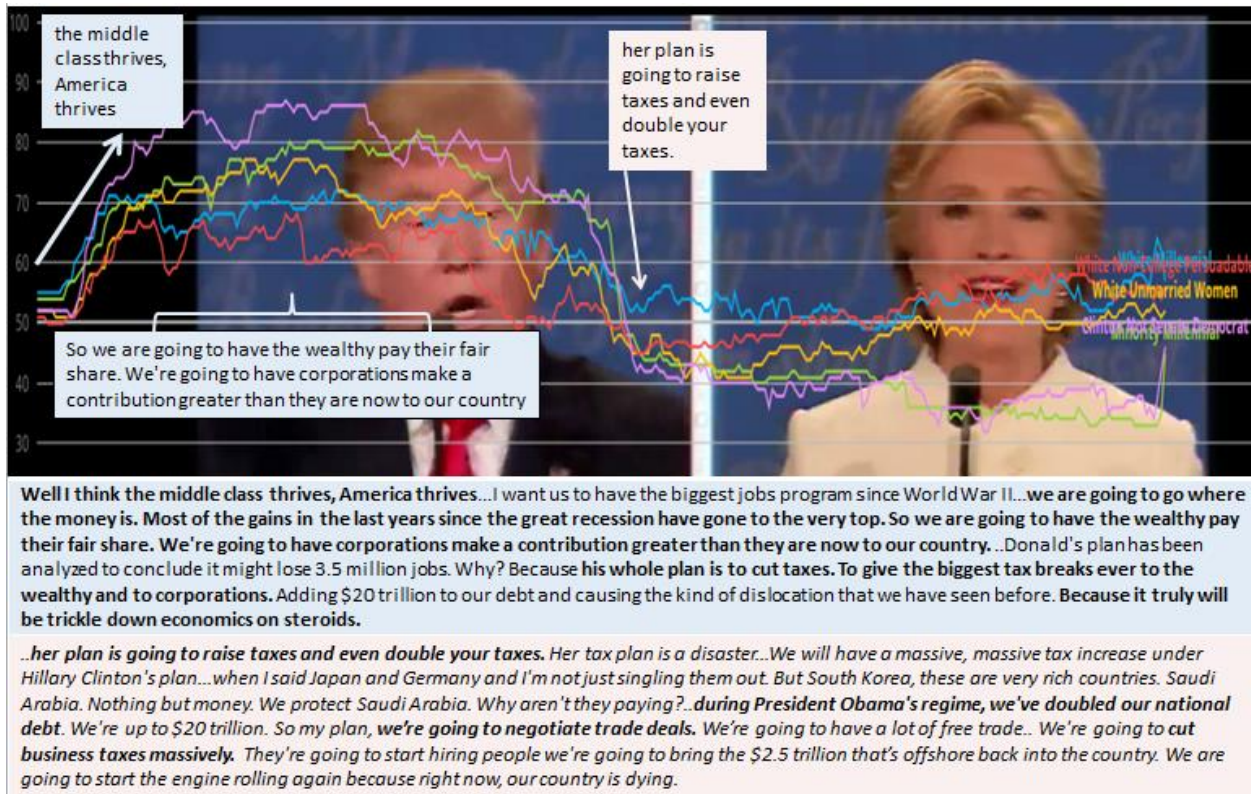 100
the middle
class thrives,
America
thrives
her plan is
going to raise
taxes and even
double your
taxes.
90
80
70
60
50
40
30
White Non-College Persuadable
White Unmarried Women
So we are going to have the wealthy pay their fair
share. We're going to have corporations make a
contribution greater than they are now to our country
Well I think the middle class thrives, America thrives...I want us to have the biggest jobs program since World War II...we are going to go where
the money is. Most of the gains in the last years since the great recession have gone to the very top. So we are going to have the wealthy pay
their fair share. We're going to have corporations make a contribution greater than they are now to our country...Donald's plan has been
analyzed to conclude it might lose 3.5 million jobs. Why? Because his whole plan is to cut taxes. To give the biggest tax breaks ever to the
wealthy and to corporations. Adding $20 trillion to our debt and causing the kind of dislocation that we have seen before. Because it truly will
be trickle down economics on steroids.
..her plan is going to raise taxes and even double your taxes. Her tax plan is a disaster...We will have a massive, massive tax increase under
Hillary Clinton's plan...when I said Japan and Germany and I'm not just singling them out. But South Korea, these are very rich countries. Saudi
Arabia. Nothing but money. We protect Saudi Arabia. Why aren't they paying?..during President Obama's regime, we've doubled our national
debt. We're up to $20 trillion. So my plan, we're going to negotiate trade deals. We're going to have a lot of free trade.. We're going to cut
business taxes massively. They're going to start hiring people we're going to bring the $2.5 trillion that's offshore back into the country. We are
going to start the engine rolling again because right now, our country is dying.